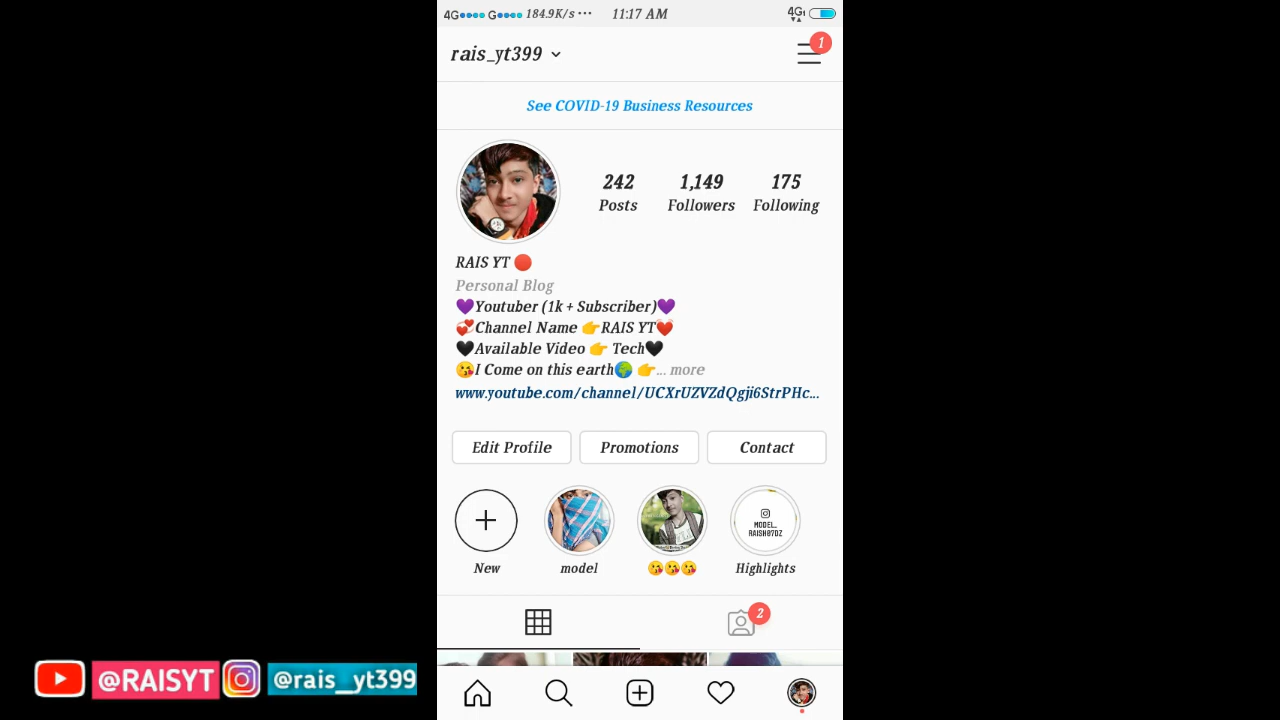 4G G 184.9K/s ··· 11:17 AM 4G
rais_yt399 1
See COVID-19 Business Resources
242 1,149 175
Posts Followers Following
RAIS YT 🔴
Personal Blog
💜Youtuber (1k + Subscriber)💜
💞Channel Name 👉RAIS YT❤️
🖤Available Video 👉 Tech🖤
😘I Come on this earth🌍 👉... more
www.youtube.com/channel/UCXrUZVZdQgji6StrPHc...
Edit Profile Promotions Contact
MODEL_
RAISH07DZ
New model 😘😘😘 Highlights
2
@RAISYT @rais_yt399